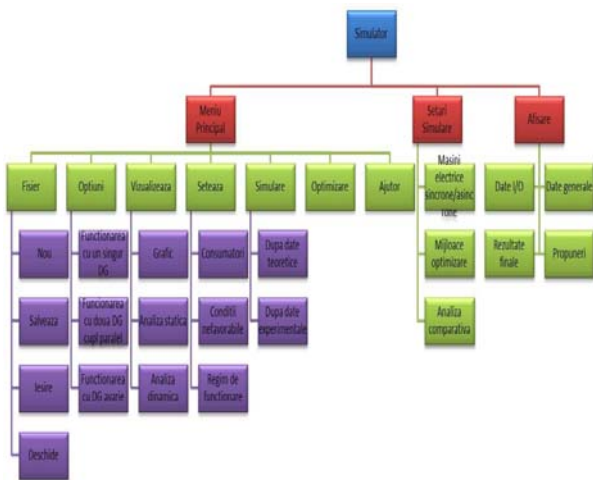 Simulator
Meniu
Principal
Setari
Simulare
Afisare
Fisier
Optiuni
Vizualizeaza
Seteaza
Simulare
Optimizare
Ajutor
Masini
electrice
sincrone/asinc
rone
Date I/O
Date generale
Nou
Functionarea
cu un singur
DG
Grafic
Consumatori
Dupa date
teoretice
Mijloace
optimizare
Rezultate
finale
Propuneri
Salveaza
Funcionarea
cu doua DG
cupl paralel
Analiza statica
Conditii
nefavorabile
Dupa date
experimentale
Analiza
comparativa
Iesire
Functionarea
cu DG avarie
Analiza
dinamica
Regim de
functionare
Deschide